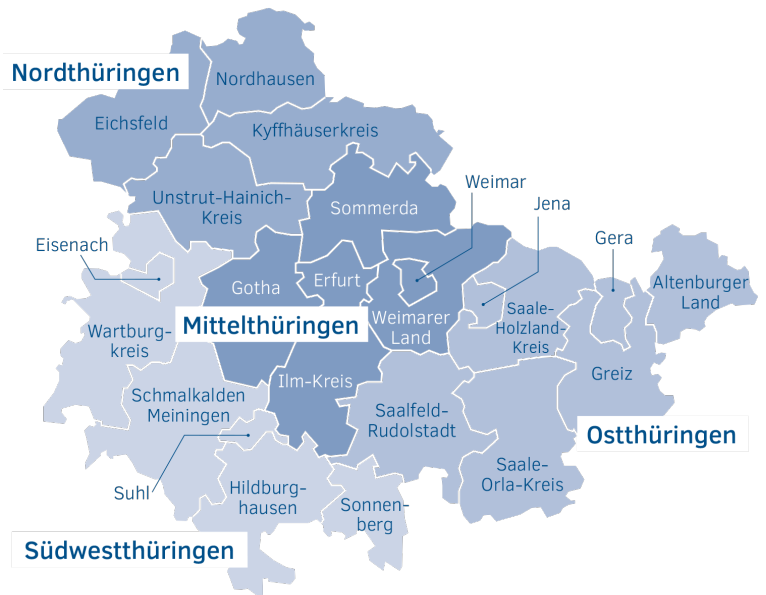 Nordthüringen
Nordhausen
Eichsfeld
Kyffhäuserkreis
Unstrut-Hainich-
Kreis
Sommerda
Weimar
Jena
Gera
Eisenach
Gotha
Erfurt
Altenburger
Land
Mittelthüringen
Weimarer
Land
Saale-
Holzland-
Kreis
Wartburg-
kreis
Greiz
Ilm-Kreis
Schmalkalden
Meiningen
Saalfeld-
Rudolstadt
Ostthüringen
Saale-
Orla-Kreis
Suhl
Hildburg-
hausen
Sonnen-
berg
Südwestthüringen